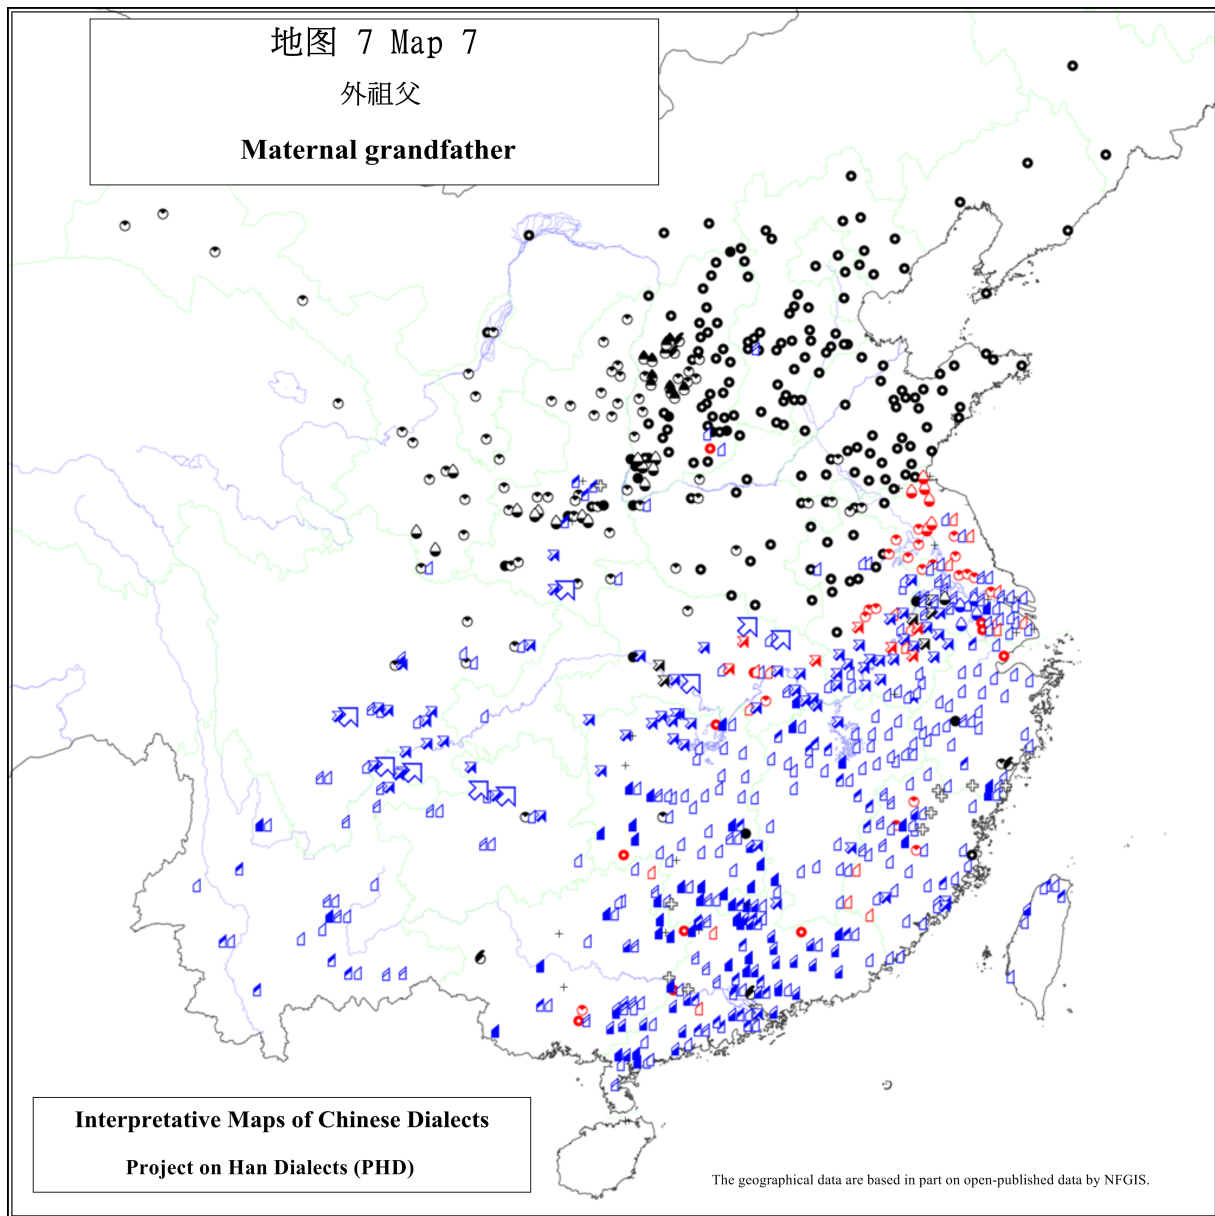 地图 7 Map 7
外祖父
Maternal grandfather
Interpretative Maps of Chinese Dialects
Project on Han Dialects (PHD)
The geographical data are based in part on open-published data by NFGIS.